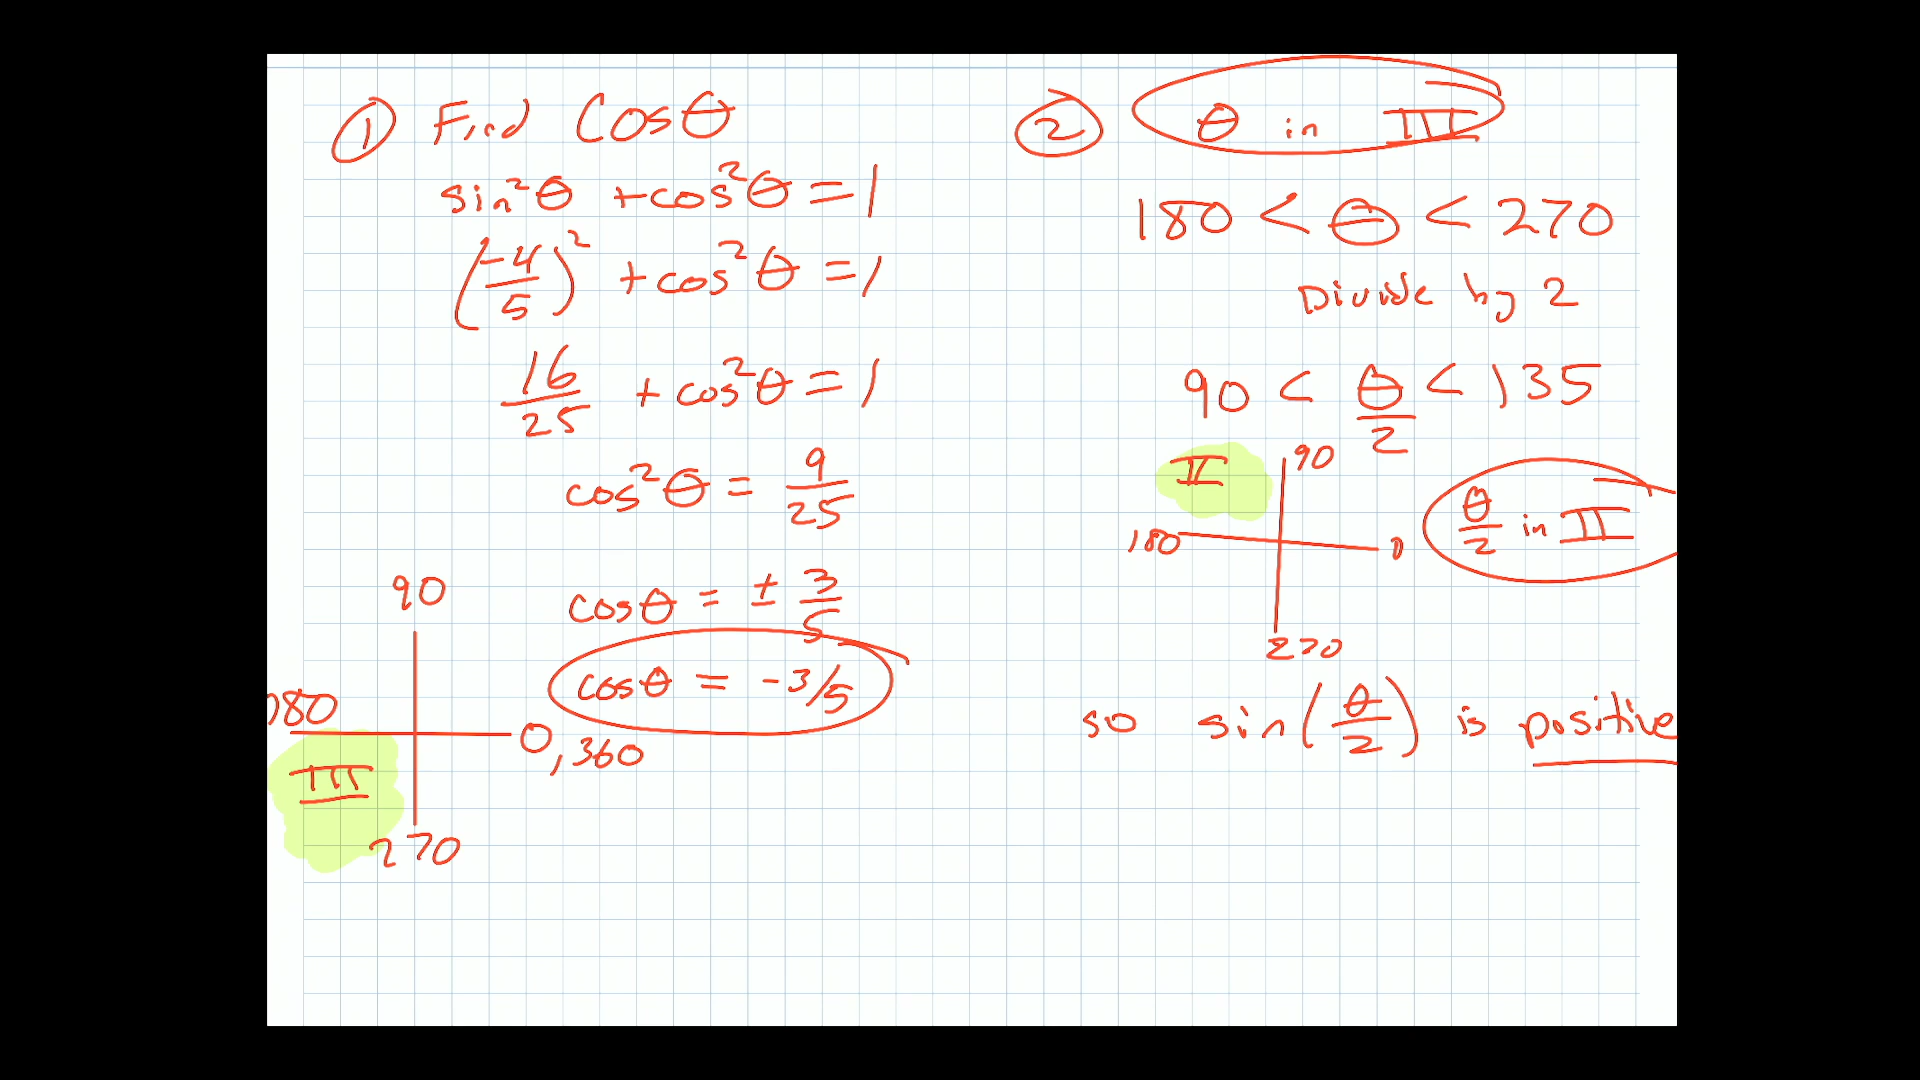 ① Find cosθ
sin²θ + cos²θ = 1
(-4/5)² + cos²θ = 1
16/25 + cos²θ = 1
cos²θ = 9/25
cosθ = ± 3/5
cosθ = -3/5
90
180
0, 360
III
270
② θ in III
180 < θ < 270
Divide by 2
90 < θ/2 < 135
II
90
180
0
270
θ/2 in II
so sin(θ/2) is positive